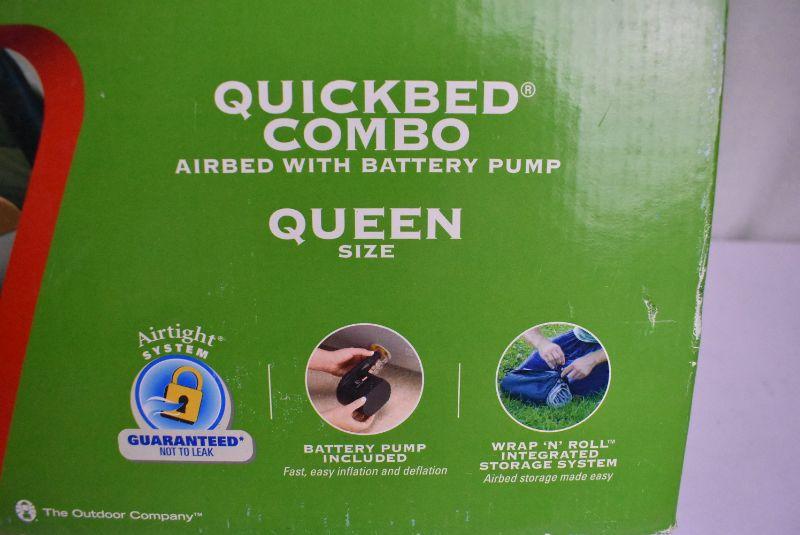 QUICKBED®
COMBO
AIRBED WITH BATTERY PUMP
QUEEN
SIZE
Airtight®
SYSTEM
GUARANTEED*
NOT TO LEAK
BATTERY PUMP
INCLUDED
Fast, easy inflation and deflation
WRAP 'N' ROLL™
INTEGRATED
STORAGE SYSTEM
Airbed storage made easy
The Outdoor Company™